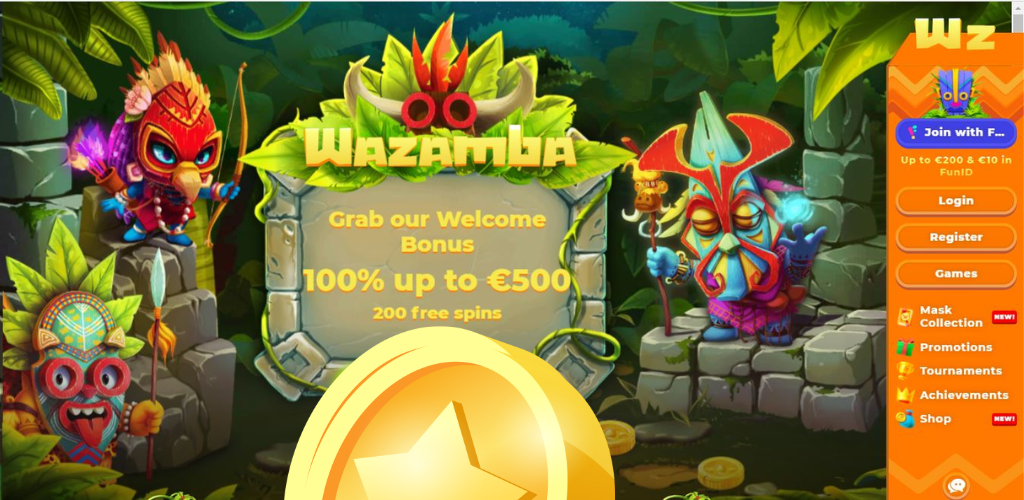 Wazamba
Grab our Welcome
Bonus
100% up to €500
200 free spins
Wz
Join with F...
Up to €200 & €10 in
FunID
Login
Register
Games
Mask
Collection
NEW!
Promotions
Tournaments
Achievements
Shop
NEW!